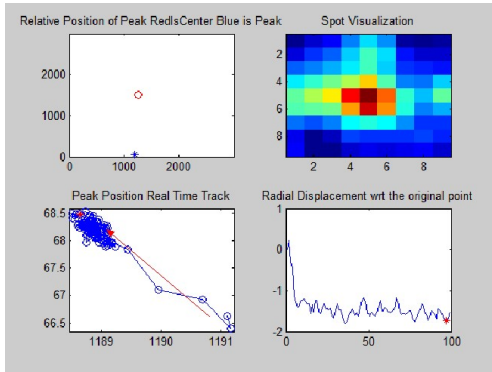 Relative Position of Peak RedIsCenter Blue is Peak
Spot Visualization
2000
1000
0
0 1000 2000
2
4
6
8
2 4 6 8
Peak Position Real Time Track
Radial Displacement wrt the original point
68.5
68
67.5
67
66.5
1189 1190 1191
1
0
-1
-2
0 50 100